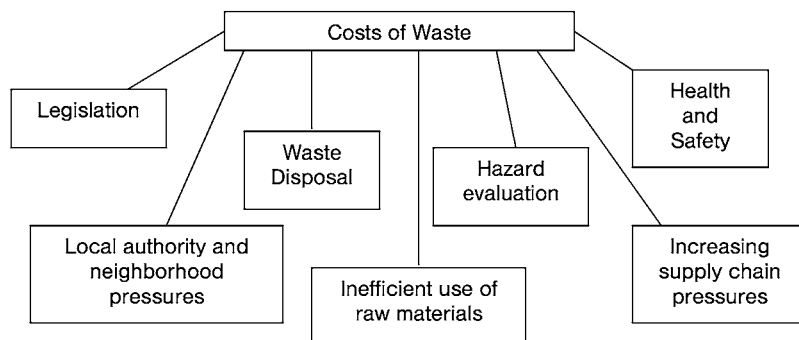 Costs of Waste
Legislation
Health
and
Safety
Waste
Disposal
Hazard
evaluation
Local authority and
neighborhood
pressures
Increasing
supply chain
pressures
Inefficient use of
raw materials